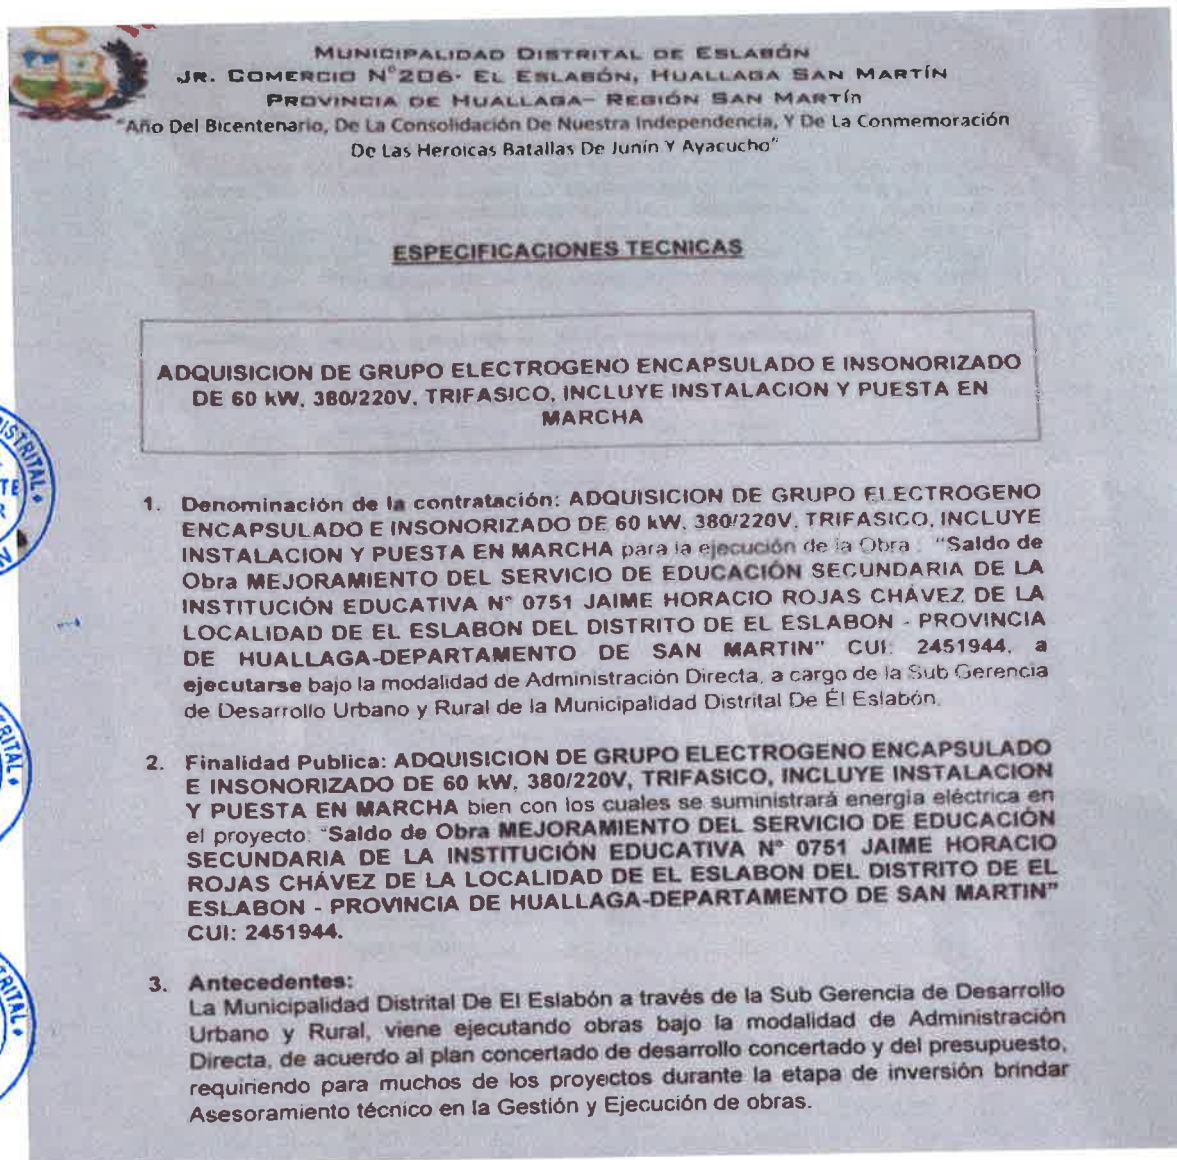 MUNICIPALIDAD DISTRITAL DE ESLABÓN
JR. COMERCIO N°206- EL ESLABÓN, HUALLAGA SAN MARTÍN
PROVINCIA DE HUALLAGA– REGIÓN SAN MARTÍn
"Año Del Bicentenario, De La Consolidación De Nuestra Independencia, Y De La Conmemoración
De Las Heroicas Batallas De Junín Y Ayacucho"
ESPECIFICACIONES TECNICAS
ADQUISICION DE GRUPO ELECTROGENO ENCAPSULADO E INSONORIZADO
DE 60 kW, 380/220V, TRIFASICO, INCLUYE INSTALACION Y PUESTA EN
MARCHA
1. Denominación de la contratación: ADQUISICION DE GRUPO ELECTROGENO
ENCAPSULADO E INSONORIZADO DE 60 kW, 380/220V, TRIFASICO, INCLUYE
INSTALACION Y PUESTA EN MARCHA para la ejecución de la Obra : "Saldo de
Obra MEJORAMIENTO DEL SERVICIO DE EDUCACIÓN SECUNDARIA DE LA
INSTITUCIÓN EDUCATIVA N° 0751 JAIME HORACIO ROJAS CHÁVEZ DE LA
LOCALIDAD DE EL ESLABON DEL DISTRITO DE EL ESLABON - PROVINCIA
DE HUALLAGA-DEPARTAMENTO DE SAN MARTIN" CUI: 2451944, a
ejecutarse bajo la modalidad de Administración Directa, a cargo de la Sub Gerencia
de Desarrollo Urbano y Rural de la Municipalidad Distrital De Él Eslabón.
2. Finalidad Publica: ADQUISICION DE GRUPO ELECTROGENO ENCAPSULADO
E INSONORIZADO DE 60 kW, 380/220V, TRIFASICO, INCLUYE INSTALACION
Y PUESTA EN MARCHA bien con los cuales se suministrará energía eléctrica en
el proyecto: "Saldo de Obra MEJORAMIENTO DEL SERVICIO DE EDUCACIÓN
SECUNDARIA DE LA INSTITUCIÓN EDUCATIVA N° 0751 JAIME HORACIO
ROJAS CHÁVEZ DE LA LOCALIDAD DE EL ESLABON DEL DISTRITO DE EL
ESLABON - PROVINCIA DE HUALLAGA-DEPARTAMENTO DE SAN MARTIN"
CUI: 2451944.
3. Antecedentes:
La Municipalidad Distrital De El Eslabón a través de la Sub Gerencia de Desarrollo
Urbano y Rural, viene ejecutando obras bajo la modalidad de Administración
Directa, de acuerdo al plan concertado de desarrollo concertado y del presupuesto,
requiriendo para muchos de los proyectos durante la etapa de inversión brindar
Asesoramiento técnico en la Gestión y Ejecución de obras.